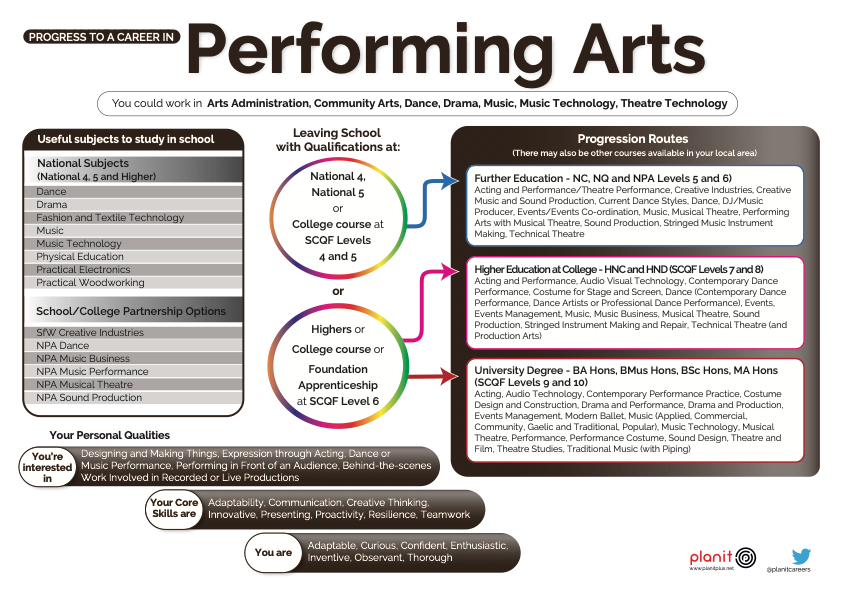 PROGRESS TO A CAREER IN
Performing Arts
You could work in Arts Administration, Community Arts, Dance, Drama, Music, Music Technology, Theatre Technology
Useful subjects to study in school
National Subjects
(National 4, 5 and Higher)
Dance
Drama
Fashion and Textile Technology
Music
Music Technology
Physical Education
Practical Electronics
Practical Woodworking
School/College Partnership Options
SfW Creative Industries
NPA Dance
NPA Music Business
NPA Music Performance
NPA Musical Theatre
NPA Sound Production
Leaving School
with Qualifications at:
National 4,
National 5
or
College course at
SCQF Levels
4 and 5
or
Highers or
College course or
Foundation
Apprenticeship
at SCQF Level 6
Progression Routes
(There may also be other courses available in your local area)
Further Education - NC, NQ and NPA Levels 5 and 6)
Acting and Performance/Theatre Performance, Creative Industries, Creative
Music and Sound Production, Current Dance Styles, Dance, DJ/Music
Producer, Events/Events Co-ordination, Music, Musical Theatre, Performing
Arts with Musical Theatre, Sound Production, Stringed Music Instrument
Making, Technical Theatre
Higher Education at College - HNC and HND (SCQF Levels 7 and 8)
Acting and Performance, Audio Visual Technology, Contemporary Dance
Performance, Costume for Stage and Screen, Dance (Contemporary Dance
Performance, Dance Artists or Professional Dance Performance), Events,
Events Management, Music, Music Business, Musical Theatre, Sound
Production, Stringed Instrument Making and Repair, Technical Theatre (and
Production Arts)
University Degree - BA Hons, BMus Hons, BSc Hons, MA Hons
(SCQF Levels 9 and 10)
Acting, Audio Technology, Contemporary Performance Practice, Costume
Design and Construction, Drama and Performance, Drama and Production,
Events Management, Modern Ballet, Music (Applied, Commercial,
Community, Gaelic and Traditional, Popular), Music Technology, Musical
Theatre, Performance, Performance Costume, Sound Design, Theatre and
Film, Theatre Studies, Traditional Music (with Piping)
Your Personal Qualities
You're
interested
in
Designing and Making Things, Expression through Acting, Dance or
Music Performance, Performing in Front of an Audience, Behind-the-scenes
Work Involved in Recorded or Live Productions
Your Core
Skills are
Adaptability, Communication, Creative Thinking,
Innovative, Presenting, Proactivity, Resilience, Teamwork
You are
Adaptable, Curious, Confident, Enthusiastic,
Inventive, Observant, Thorough
planit
www.planitplus.net
@planitcareers